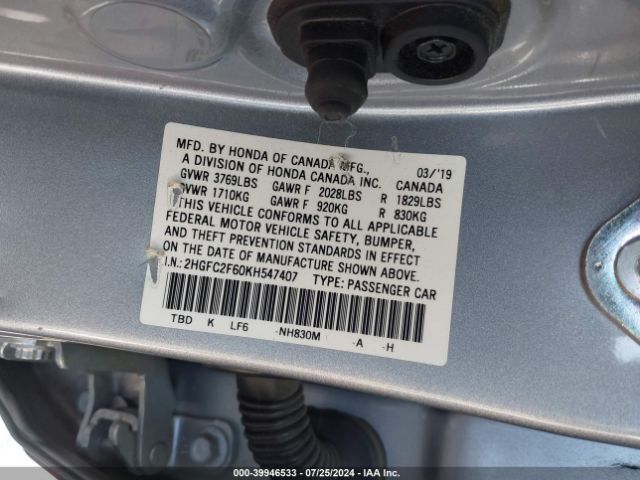 MFD. BY HONDA OF CANADA MFG., 03/'19
A DIVISION OF HONDA CANADA INC. CANADA
GVWR 3769LBS GAWR F 2028LBS R 1829LBS
GVWR 1710KG GAWR F 920KG R 830KG
THIS VEHICLE CONFORMS TO ALL APPLICABLE
FEDERAL MOTOR VEHICLE SAFETY, BUMPER,
AND THEFT PREVENTION STANDARDS IN EFFECT
ON THE DATE OF MANUFACTURE SHOWN ABOVE.
I.N.: 2HGFC2F60KH547407 TYPE: PASSENGER CAR
TBD K LF6 -NH830M -A -H
000-39946533 / 07/25/2024 / IAA Inc.